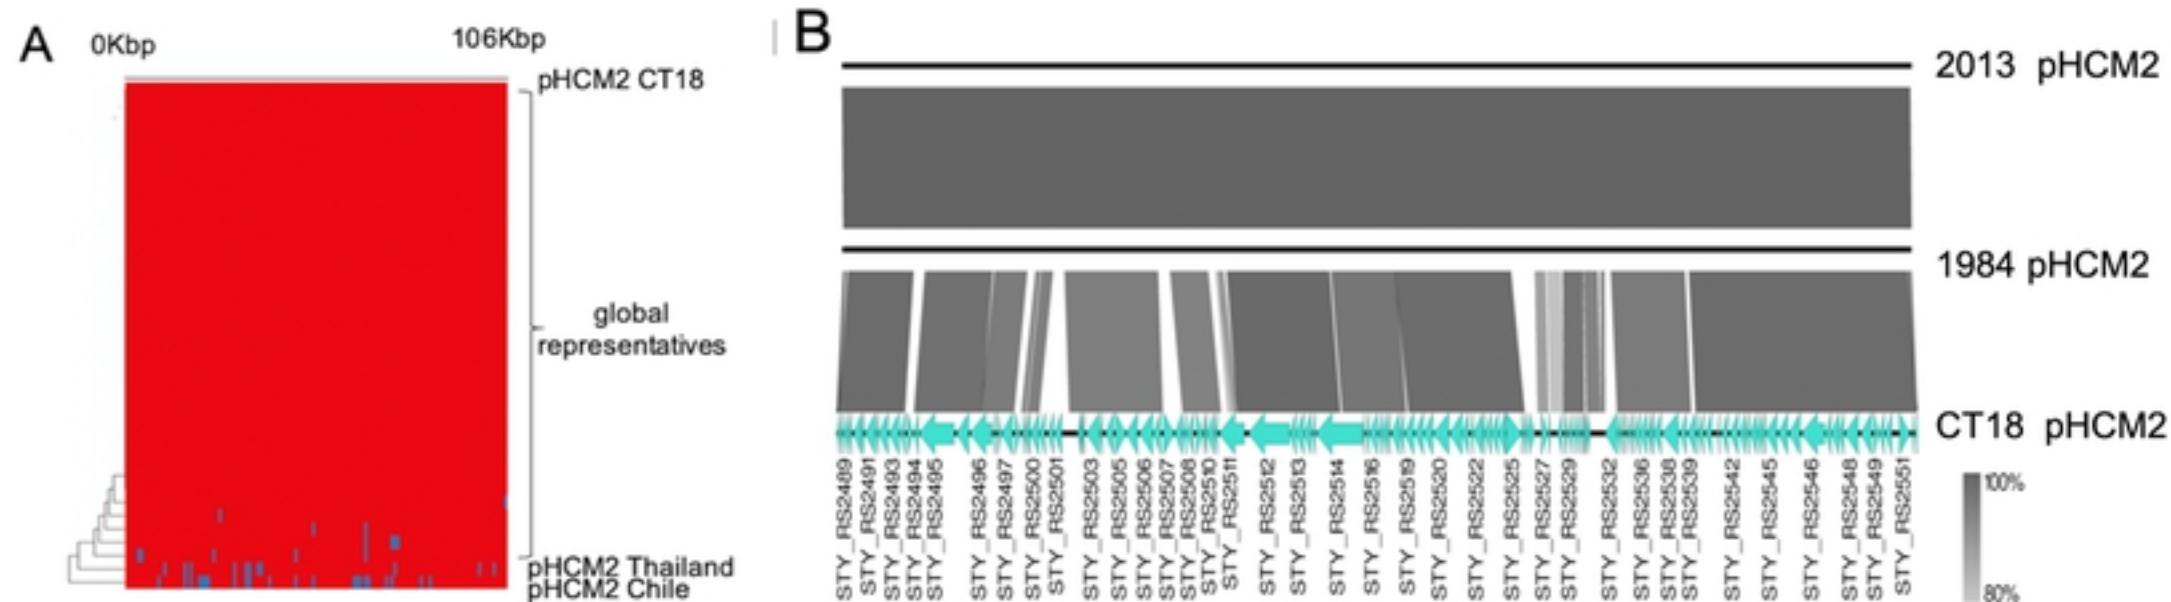 A
0Kbp
106Kbp
pHCM2 CT18
global
representatives
pHCM2 Thailand
pHCM2 Chile
B
2013 pHCM2
1984 pHCM2
CT18 pHCM2
100%
80%
STY_RS2489
STY_RS2491
STY_RS2493
STY_RS2494
STY_RS2495
STY_RS2496
STY_RS2497
STY_RS2500
STY_RS2501
STY_RS2503
STY_RS2505
STY_RS2506
STY_RS2507
STY_RS2508
STY_RS2510
STY_RS2511
STY_RS2512
STY_RS2513
STY_RS2514
STY_RS2516
STY_RS2519
STY_RS2520
STY_RS2522
STY_RS2525
STY_RS2527
STY_RS2529
STY_RS2532
STY_RS2536
STY_RS2538
STY_RS2539
STY_RS2542
STY_RS2545
STY_RS2546
STY_RS2548
STY_RS2549
STY_RS2551